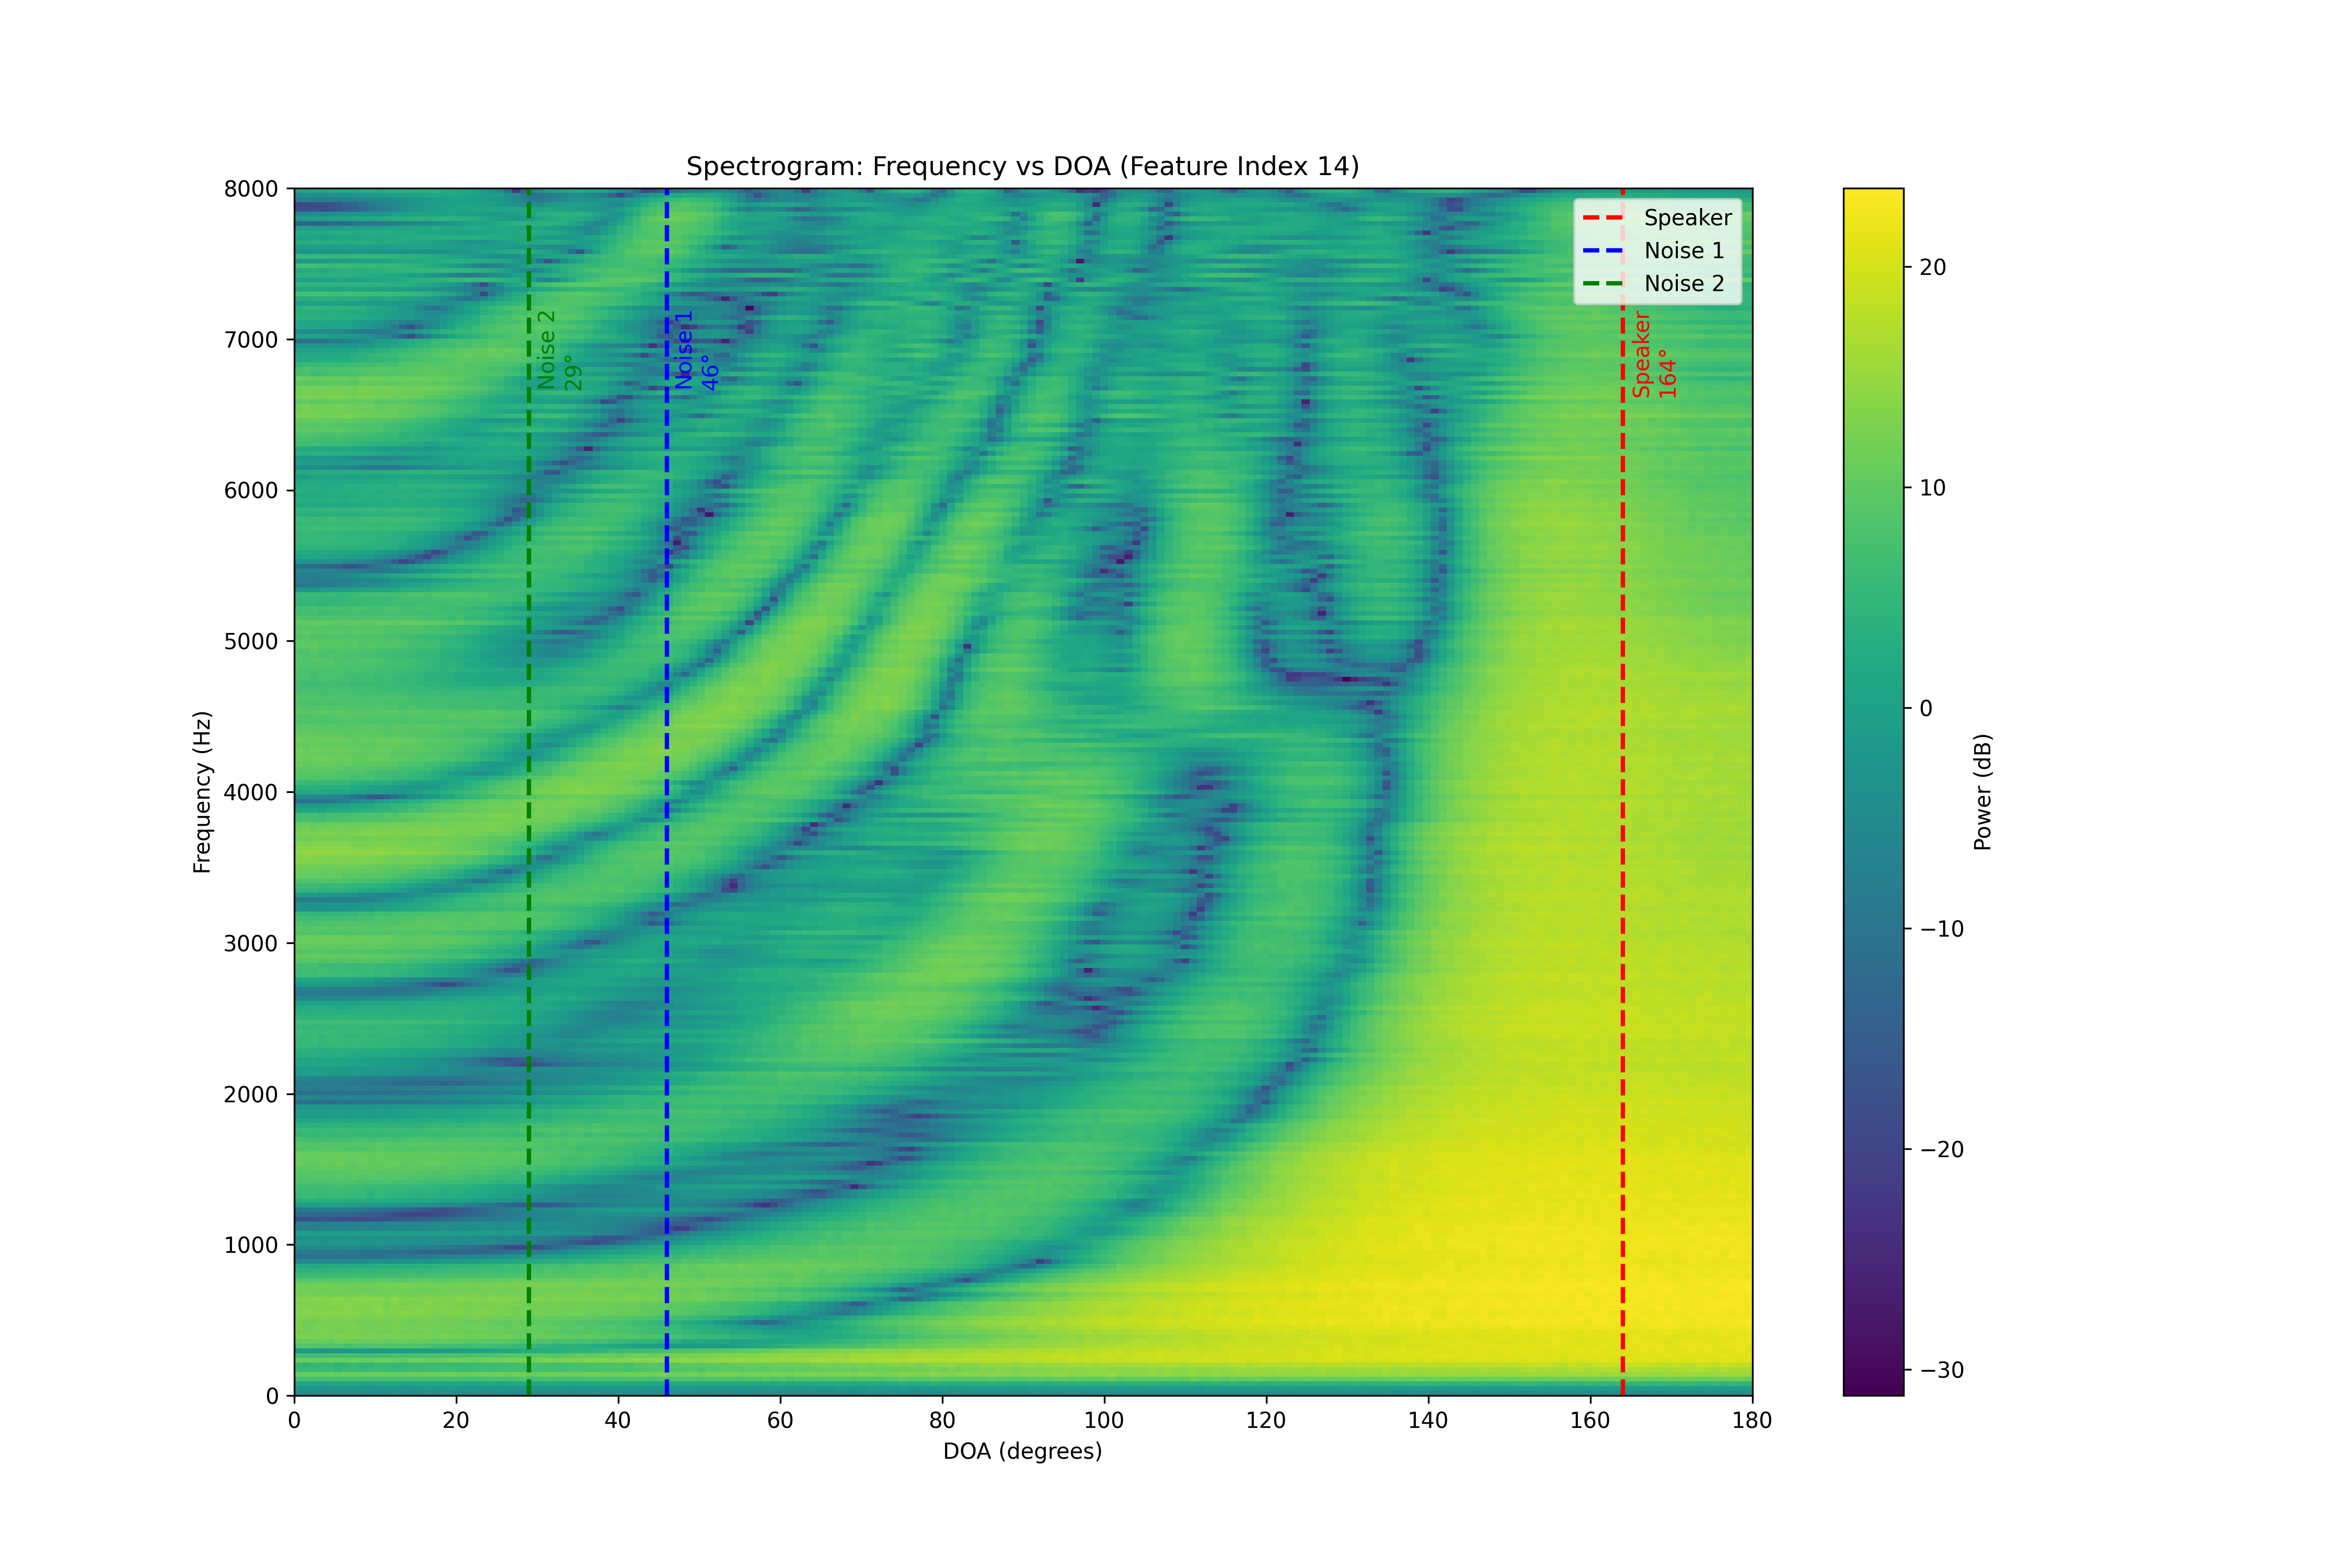 Spectrogram: Frequency vs DOA (Feature Index 14)
8000
7000
6000
5000
4000
3000
2000
1000
0
Frequency (Hz)
0 20 40 60 80 100 120 140 160 180
DOA (degrees)
Noise 2
29°
Noise 1
46°
Speaker
164°
Speaker
Noise 1
Noise 2
20
10
0
−10
−20
−30
Power (dB)